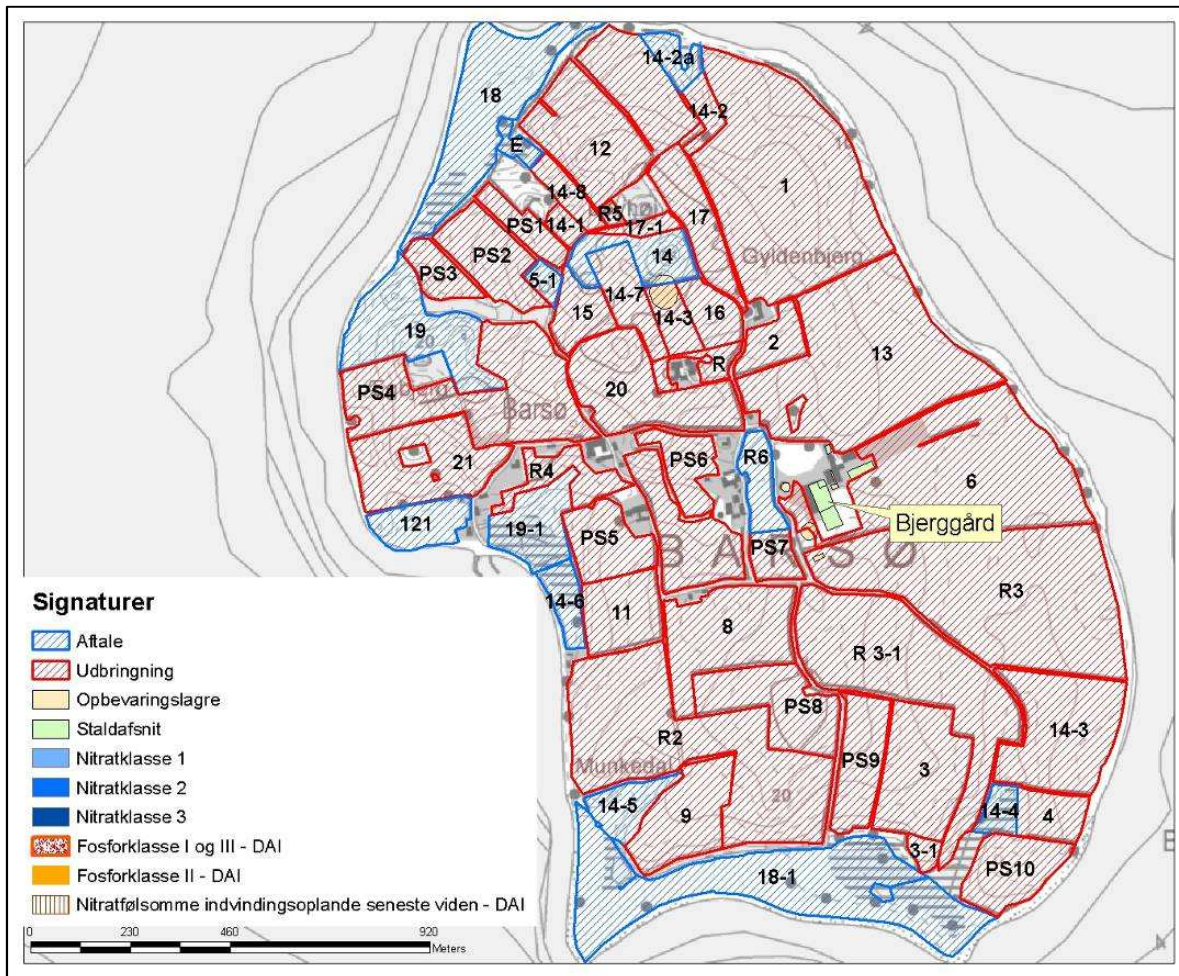 14-2a
18
14-2
E
12
1
14-8
R5
17
PS1
14-1
17-1
PS2
14
Gyldenbjerg
PS3
5-1
14-7
15
14-3
16
19
2
13
R
PS4
20
Barsø
21
R4
PS6
R6
6
Bjerggård
121
19-1
PS5
PS7
BARSØ
R3
14-6
11
8
R 3-1
14-3
PS8
R2
Munkedal
PS9
3
14-5
9
20
14-4
4
3-1
18-1
PS10
Signaturer
Aftale
Udbringning
Opbevaringslagre
Staldafsnit
Nitratklasse 1
Nitratklasse 2
Nitratklasse 3
Fosforklasse I og III - DAI
Fosforklasse II - DAI
Nitratfølsomme indvindingsoplande seneste viden - DAI
0 230 460 920
Meters